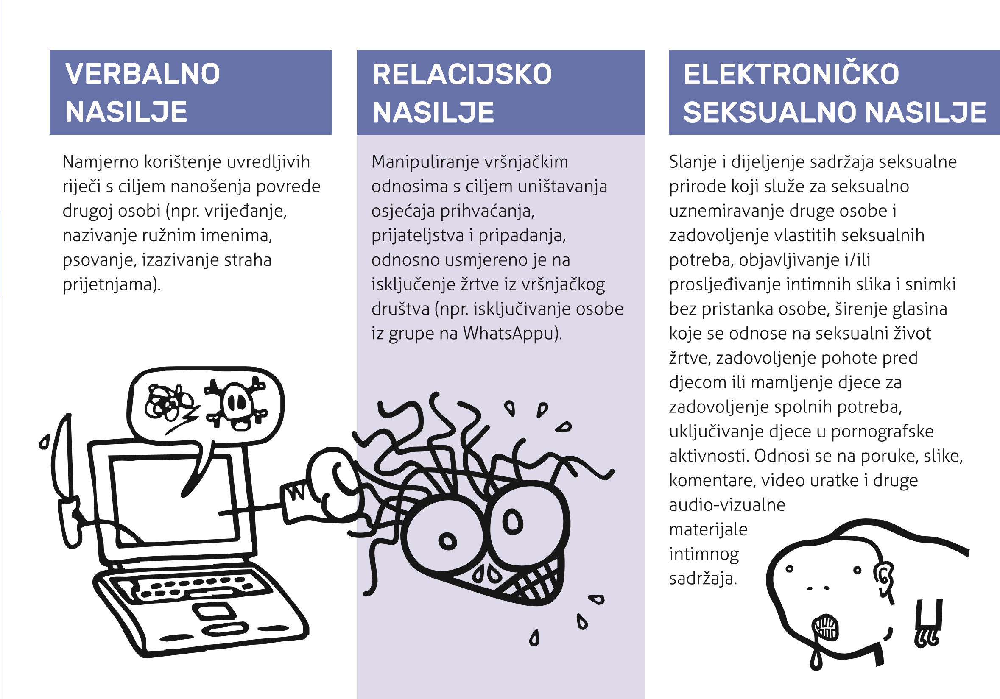 VERBALNO
NASILJE
Namjerno korištenje uvredljivih
riječi s ciljem nanošenja povrede
drugoj osobi (npr. vrijeđanje,
nazivanje ružnim imenima,
psovanje, izazivanje straha
prijetnjama).
RELACIJSKO
NASILJE
Manipuliranje vršnjačkim
odnosima s ciljem uništavanja
osjećaja prihvaćanja,
prijateljstva i pripadanja,
odnosno usmjereno je na
isključenje žrtve iz vršnjačkog
društva (npr. isključivanje osobe
iz grupe na WhatsAppu).
ELEKTRONIČKO
SEKSUALNO NASILJE
Slanje i dijeljenje sadržaja seksualne
prirode koji služe za seksualno
uznemiravanje druge osobe i
zadovoljenje vlastitih seksualnih
potreba, objavljivanje i/ili
prosljeđivanje intimnih slika i snimki
bez pristanka osobe, širenje glasina
koje se odnose na seksualni život
žrtve, zadovoljenje pohote pred
djecom ili mamljenje djece za
zadovoljenje spolnih potreba,
uključivanje djece u pornografske
aktivnosti. Odnosi se na poruke, slike,
komentare, video uratke i druge
audio-vizualne
materijale
intimnog
sadržaja.